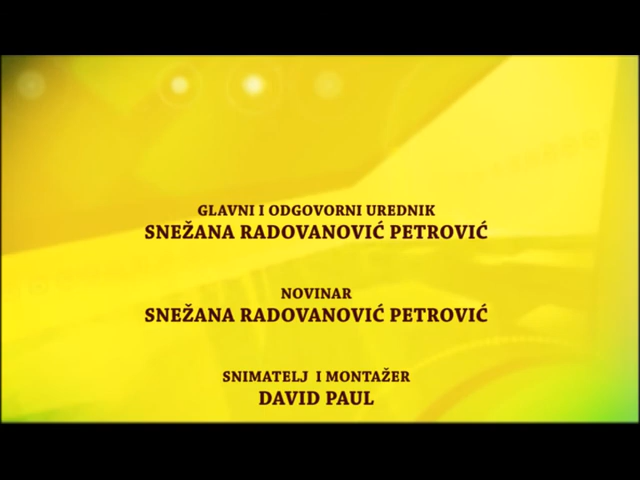 GLAVNI I ODGOVORNI UREDNIK
SNEŽANA RADOVANOVIĆ PETROVIĆ
NOVINAR
SNEŽANA RADOVANOVIĆ PETROVIĆ
SNIMATELJ I MONTAŽER
DAVID PAUL